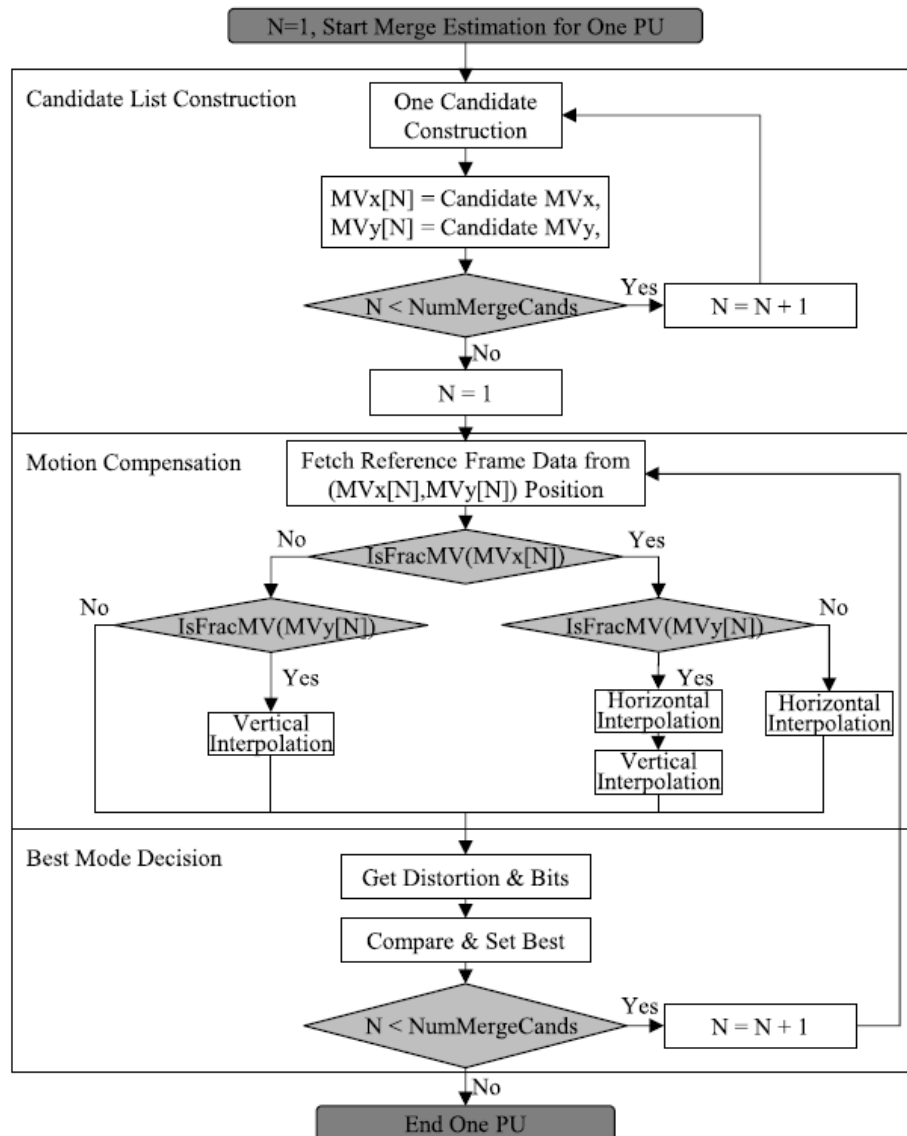 N=1, Start Merge Estimation for One PU
Candidate List Construction
One Candidate
Construction
MVx[N] = Candidate MVx,
MVy[N] = Candidate MVy,
N < NumMergeCands
Yes
N = N + 1
No
N = 1
Motion Compensation
Fetch Reference Frame Data from
(MVx[N],MVy[N]) Position
No
IsFracMV(MVx[N])
Yes
No
IsFracMV(MVy[N])
IsFracMV(MVy[N])
No
Yes
Vertical
Interpolation
Yes
Horizontal
Interpolation
Vertical
Interpolation
Horizontal
Interpolation
Best Mode Decision
Get Distortion & Bits
Compare & Set Best
N < NumMergeCands
Yes
N = N + 1
No
End One PU